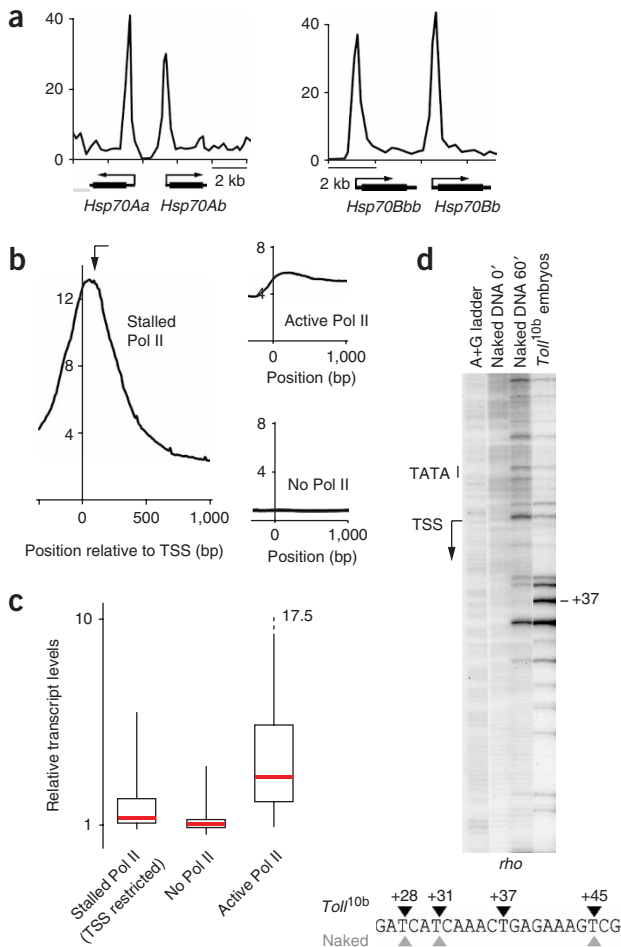 a
40
20
0
2 kb
Hsp70Aa
Hsp70Ab
40
20
0
2 kb
Hsp70Bbb
Hsp70Bb
b
12
8
4
Stalled
Pol II
0
500
1,000
Position relative to TSS (bp)
8
4
Active Pol II
0
1,000
Position (bp)
8
4
No Pol II
0
1,000
Position (bp)
c
Relative transcript levels
10
1
17.5
Stalled Pol II
(TSS restricted)
No Pol II
Active Pol II
d
A+G ladder
Naked DNA 0′
Naked DNA 60′
Toll10b embryos
TATA
TSS
+37
rho
Toll10b
+28 +31 +37 +45
GATCATCAAACTGAGAAAGTCG
Naked